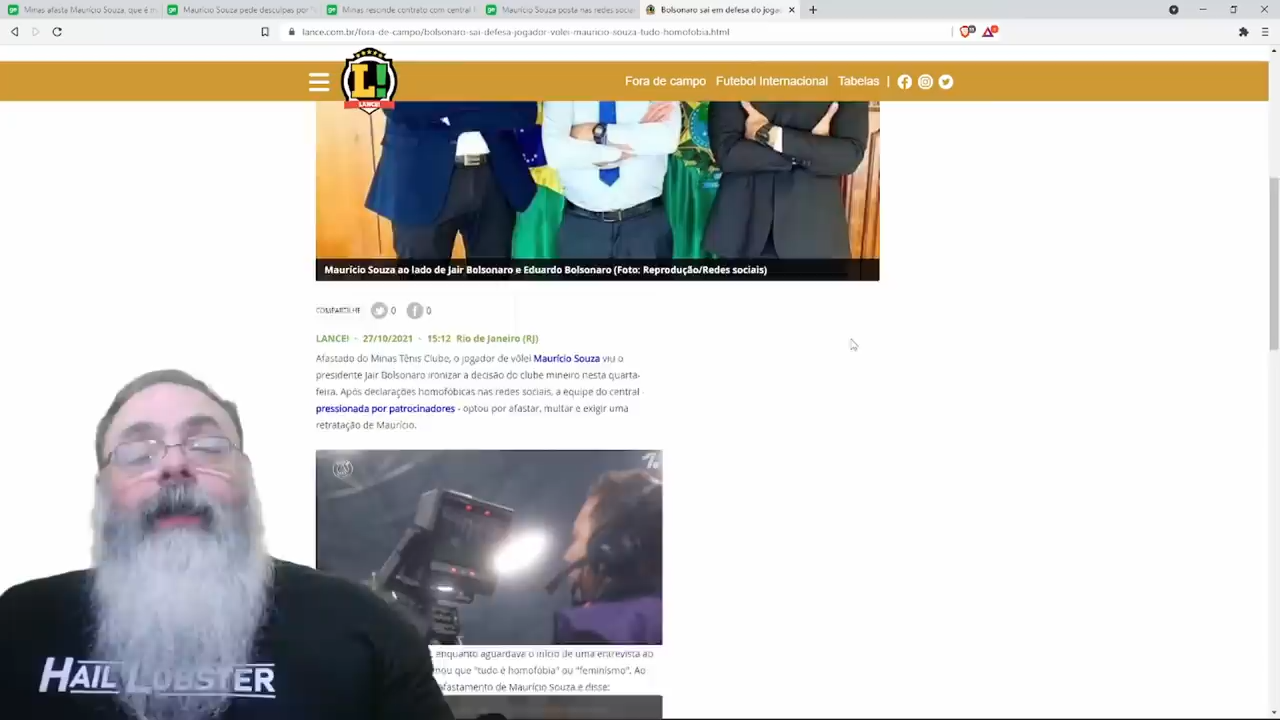 Minas afasta Maurício Souza, que é m
Maurício Souza pede desculpas por
Minas rescinde contrato com central
Maurício Souza posta nas redes socia
Bolsonaro sai em defesa do joga
lance.com.br/fora-de-campo/bolsonaro-sai-defesa-jogador-volei-mauricio-souza-tudo-homofobia.html
L!
LANCE!
Fora de campo Futebol Internacional Tabelas |
Maurício Souza ao lado de Jair Bolsonaro e Eduardo Bolsonaro (Foto: Reprodução/Redes sociais)
COMPARTILHE 0 0
LANCE! - 27/10/2021 - 15:12 Rio de Janeiro (RJ)
Afastado do Minas Tênis Clube, o jogador de vôlei Maurício Souza viu o
presidente Jair Bolsonaro ironizar a decisão do clube mineiro nesta quarta-
feira. Após declarações homofóbicas nas redes sociais, a equipe do central -
pressionada por patrocinadores - optou por afastar, multar e exigir uma
retratação de Maurício.
, enquanto aguardava o início de uma entrevista ao
mou que "tudo é homofobia" ou "feminismo". Ao
fastamento de Maurício Souza e disse:
HAIL LOBSTER